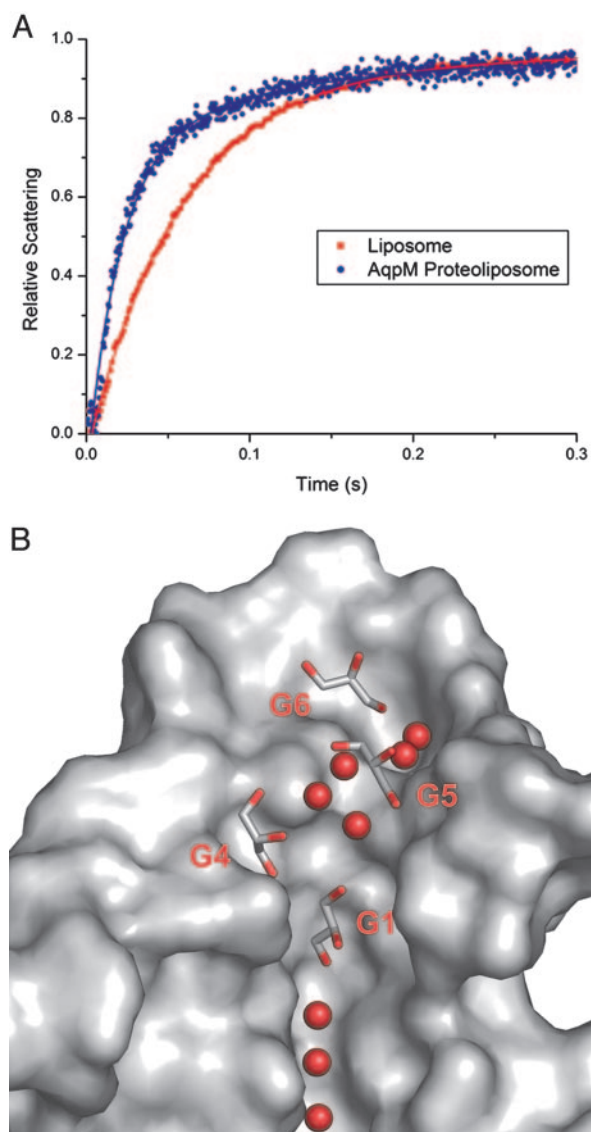 A
1.0
0.8
0.6
0.4
0.2
0.0
Relative Scattering
Liposome
AqpM Proteoliposome
0.0 0.1 0.2 0.3
Time (s)
B
G6
G5
G4
G1